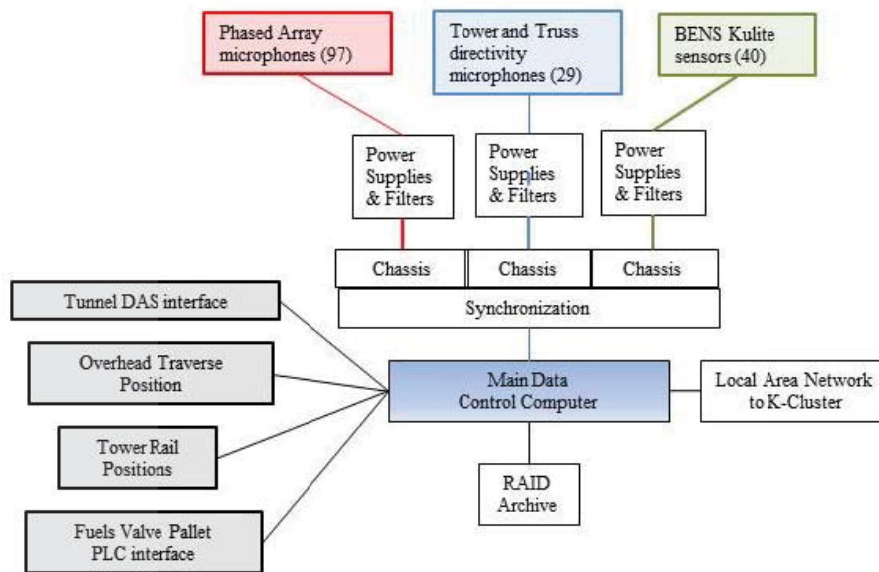 Phased Array
microphones (97)
Tower and Truss
directivity
microphones (29)
BENS Kulite
sensors (40)
Power
Supplies
& Filters
Power
Supplies
& Filters
Power
Supplies
& Filters
Chassis
Chassis
Chassis
Synchronization
Tunnel DAS interface
Overhead Traverse
Position
Tower Rail
Positions
Fuels Valve Pallet
PLC interface
Main Data
Control Computer
Local Area Network
to K-Cluster
RAID
Archive